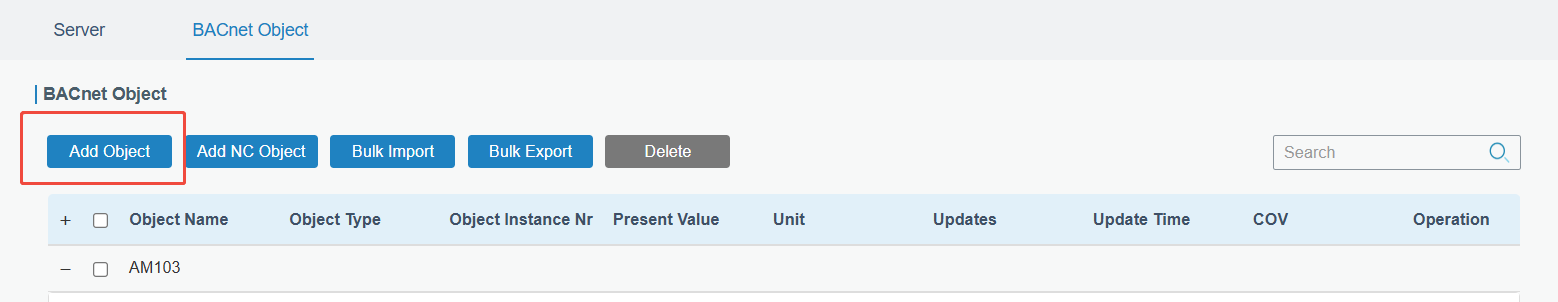 Server BACnet Object
BACnet Object
Add Object Add NC Object Bulk Import Bulk Export Delete Search
+ Object Name Object Type Object Instance Nr Present Value Unit Updates Update Time COV Operation
– AM103